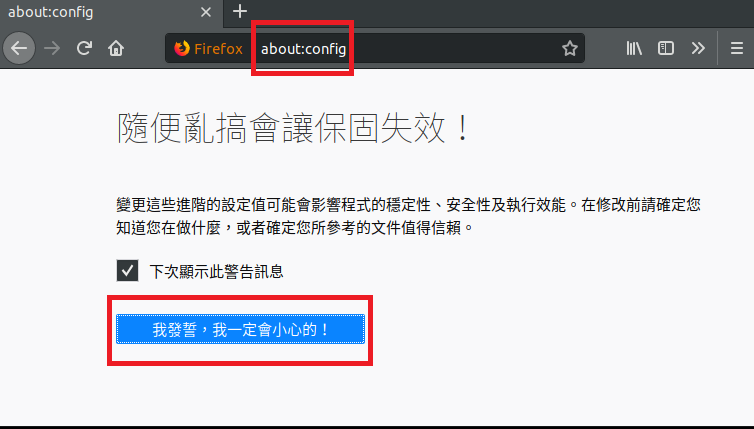 about:config
Firefox about:config
隨便亂搞會讓保固失效！
變更這些進階的設定值可能會影響程式的穩定性、安全性及執行效能。在修改前請確定您
知道您在做什麼，或者確定您所參考的文件值得信賴。
下次顯示此警告訊息
我發誓，我一定會小心的！